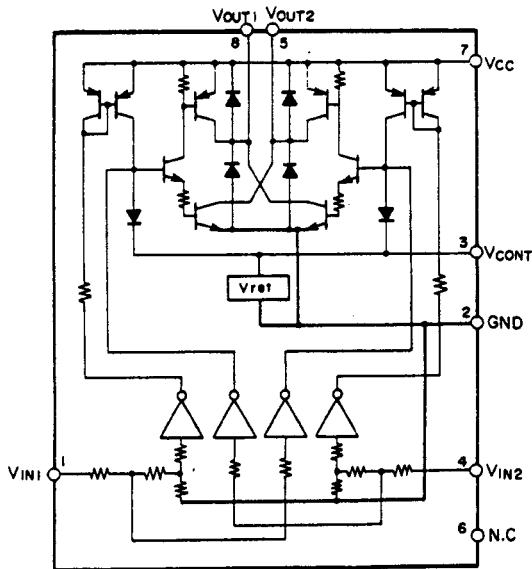 VOUT1 VOUT2
8 5
7 VCC
3 VCONT
Vref
2 GND
1 VIN1
4 VIN2
6 N.C